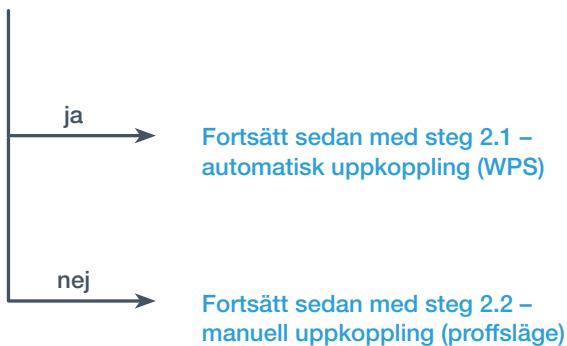 ja
Fortsätt sedan med steg 2.1 –
automatisk uppkoppling (WPS)
nej
Fortsätt sedan med steg 2.2 –
manuell uppkoppling (proffsläge)